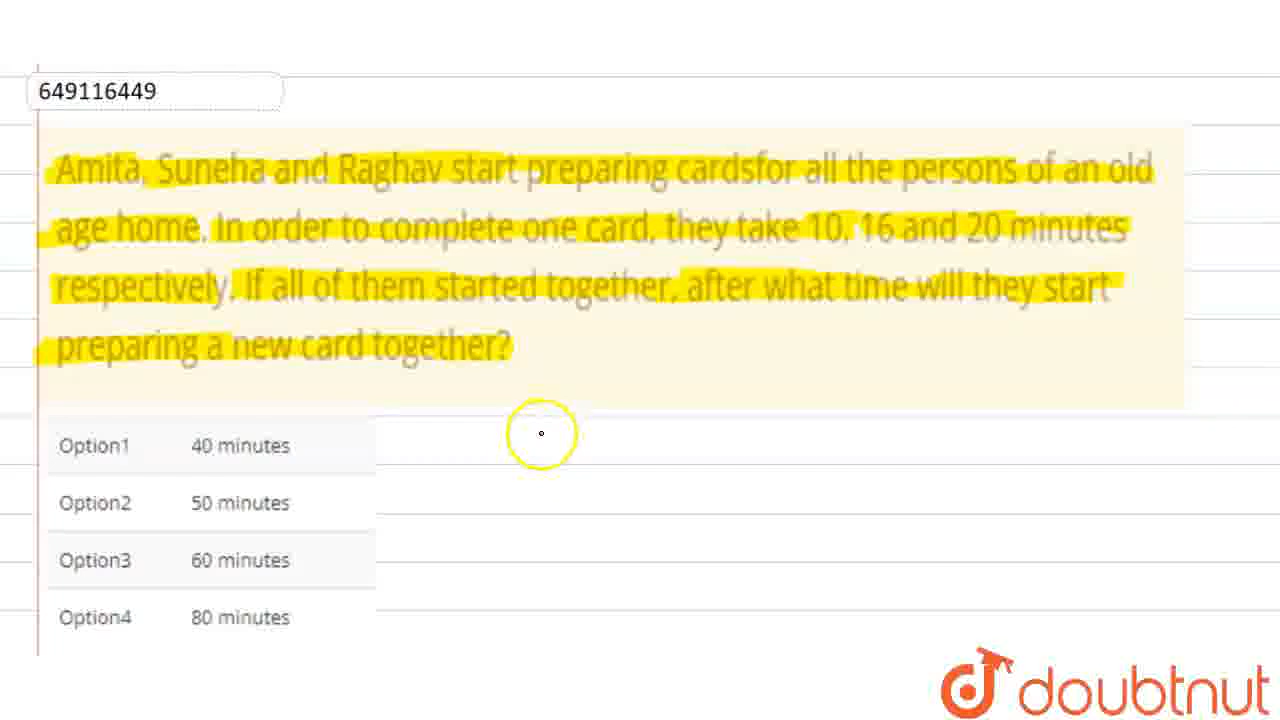 649116449
Amita, Suneha and Raghav start preparing cardsfor all the persons of an old
age home. In order to complete one card, they take 10, 16 and 20 minutes
respectively. If all of them started together, after what time will they start
preparing a new card together?
Option1 40 minutes
Option2 50 minutes
Option3 60 minutes
Option4 80 minutes
doubtnut